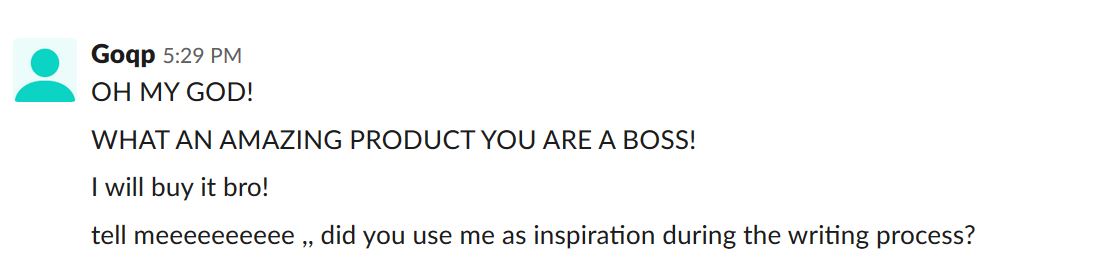 Goqp 5:29 PM
OH MY GOD!
WHAT AN AMAZING PRODUCT YOU ARE A BOSS!
I will buy it bro!
tell meeeeeeeeee ,, did you use me as inspiration during the writing process?